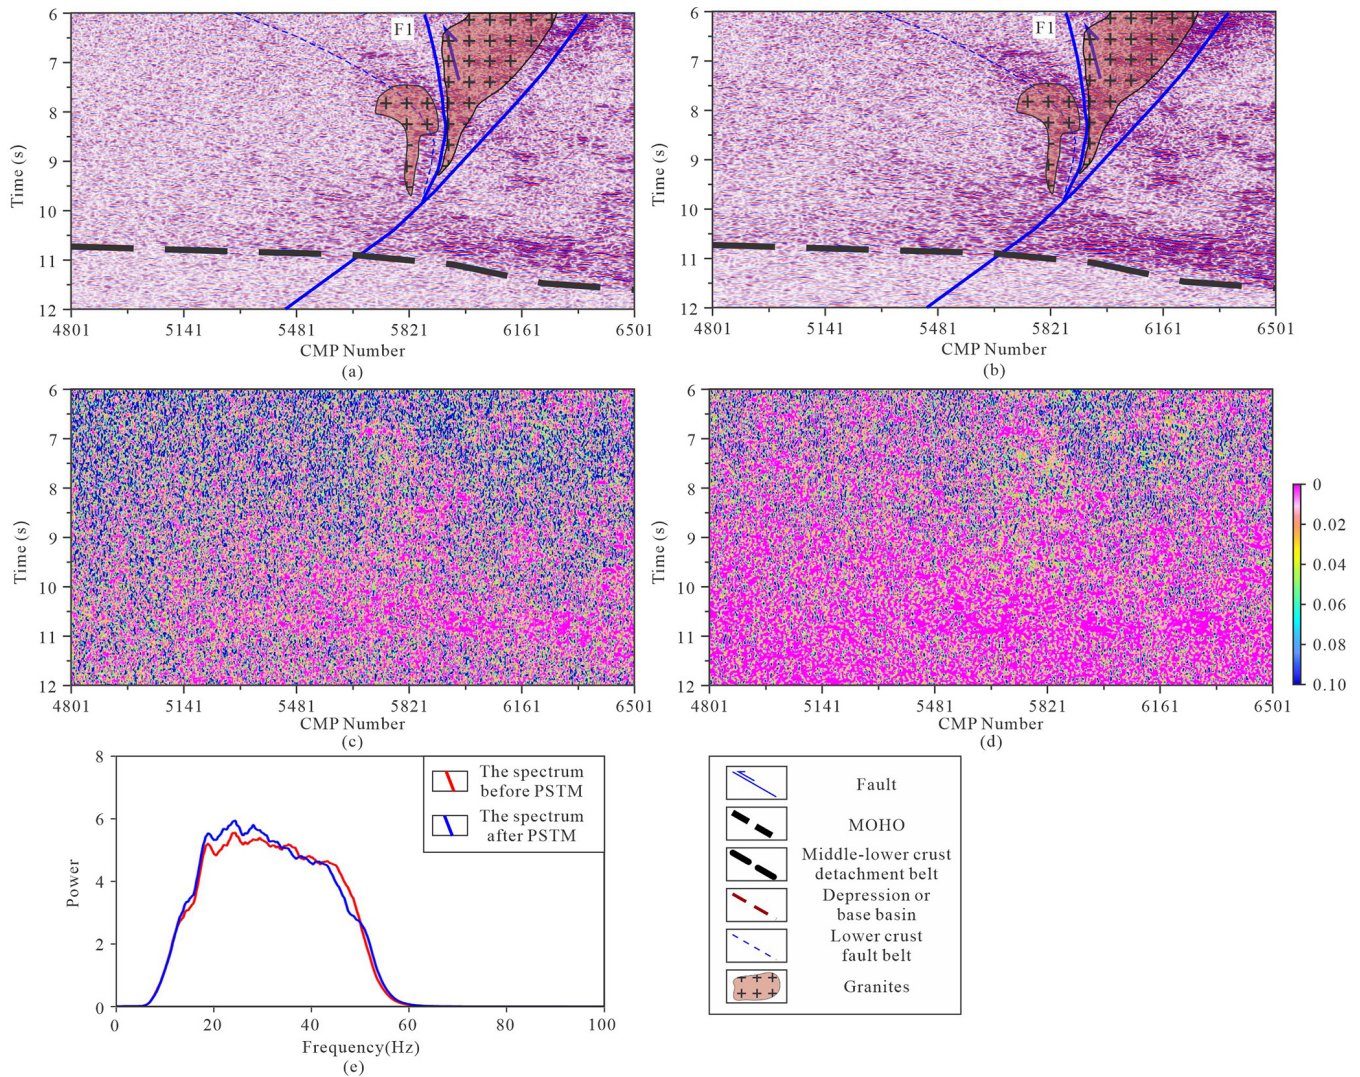 6
7
8
9
10
11
12
Time (s)
F1
4801
5141
5481
5821
6161
6501
CMP Number
(a)
6
7
8
9
10
11
12
Time (s)
F1
4801
5141
5481
5821
6161
6501
CMP Number
(b)
6
7
8
9
10
11
12
Time (s)
4801
5141
5481
5821
6161
6501
CMP Number
(c)
6
7
8
9
10
11
12
Time (s)
4801
5141
5481
5821
6161
6501
CMP Number
(d)
0
0.02
0.04
0.06
0.08
0.10
8
6
4
2
0
Power
The spectrum
before PSTM
The spectrum
after PSTM
0
20
40
60
80
100
Frequency(Hz)
(e)
Fault
MOHO
Middle-lower crust
detachment belt
Depression or
base basin
Lower crust
fault belt
Granites